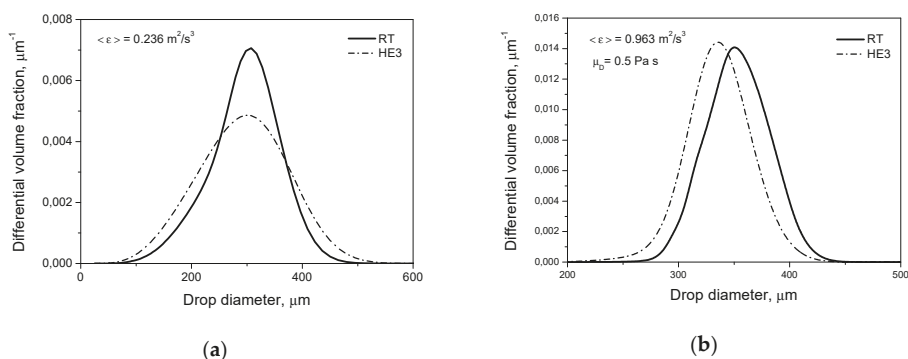 (a)
0,008
0,006
0,004
0,002
0,000
Differential volume fraction, μm⁻¹
< ε > = 0.236 m²/s³
RT
HE3
0 200 400 600
Drop diameter, μm
(b)
0,016
0,014
0,012
0,010
0,008
0,006
0,004
0,002
0,000
Differential volume fraction, μm⁻¹
< ε > = 0.963 m²/s³
μD= 0.5 Pa s
RT
HE3
200 300 400 500
Drop diameter, μm